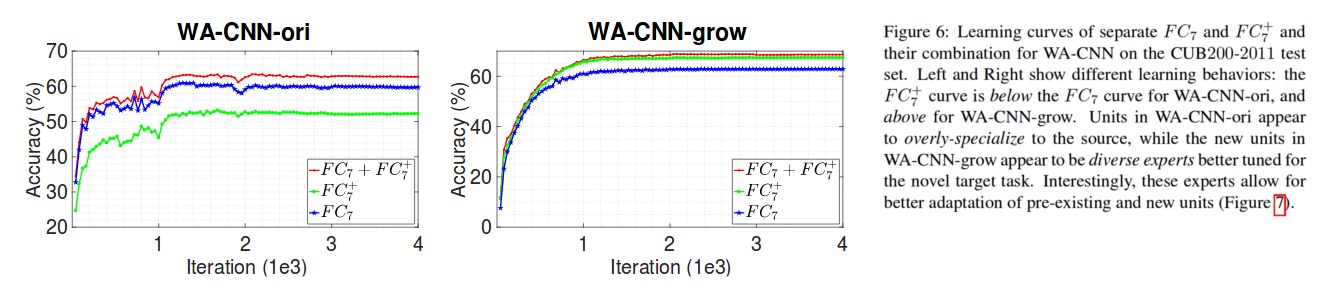 WA-CNN-ori
70
60
50
40
30
20
Accuracy (%)
FC7 + FC7+
FC7+
FC7
1
2
3
4
Iteration (1e3)
WA-CNN-grow
60
40
20
0
Accuracy (%)
FC7 + FC7+
FC7+
FC7
1
2
3
4
Iteration (1e3)
Figure 6: Learning curves of separate FC7 and FC7+ and
their combination for WA-CNN on the CUB200-2011 test
set. Left and Right show different learning behaviors: the
FC7+ curve is below the FC7 curve for WA-CNN-ori, and
above for WA-CNN-grow. Units in WA-CNN-ori appear
to overly-specialize to the source, while the new units in
WA-CNN-grow appear to be diverse experts better tuned for
the novel target task. Interestingly, these experts allow for
better adaptation of pre-existing and new units (Figure 7).